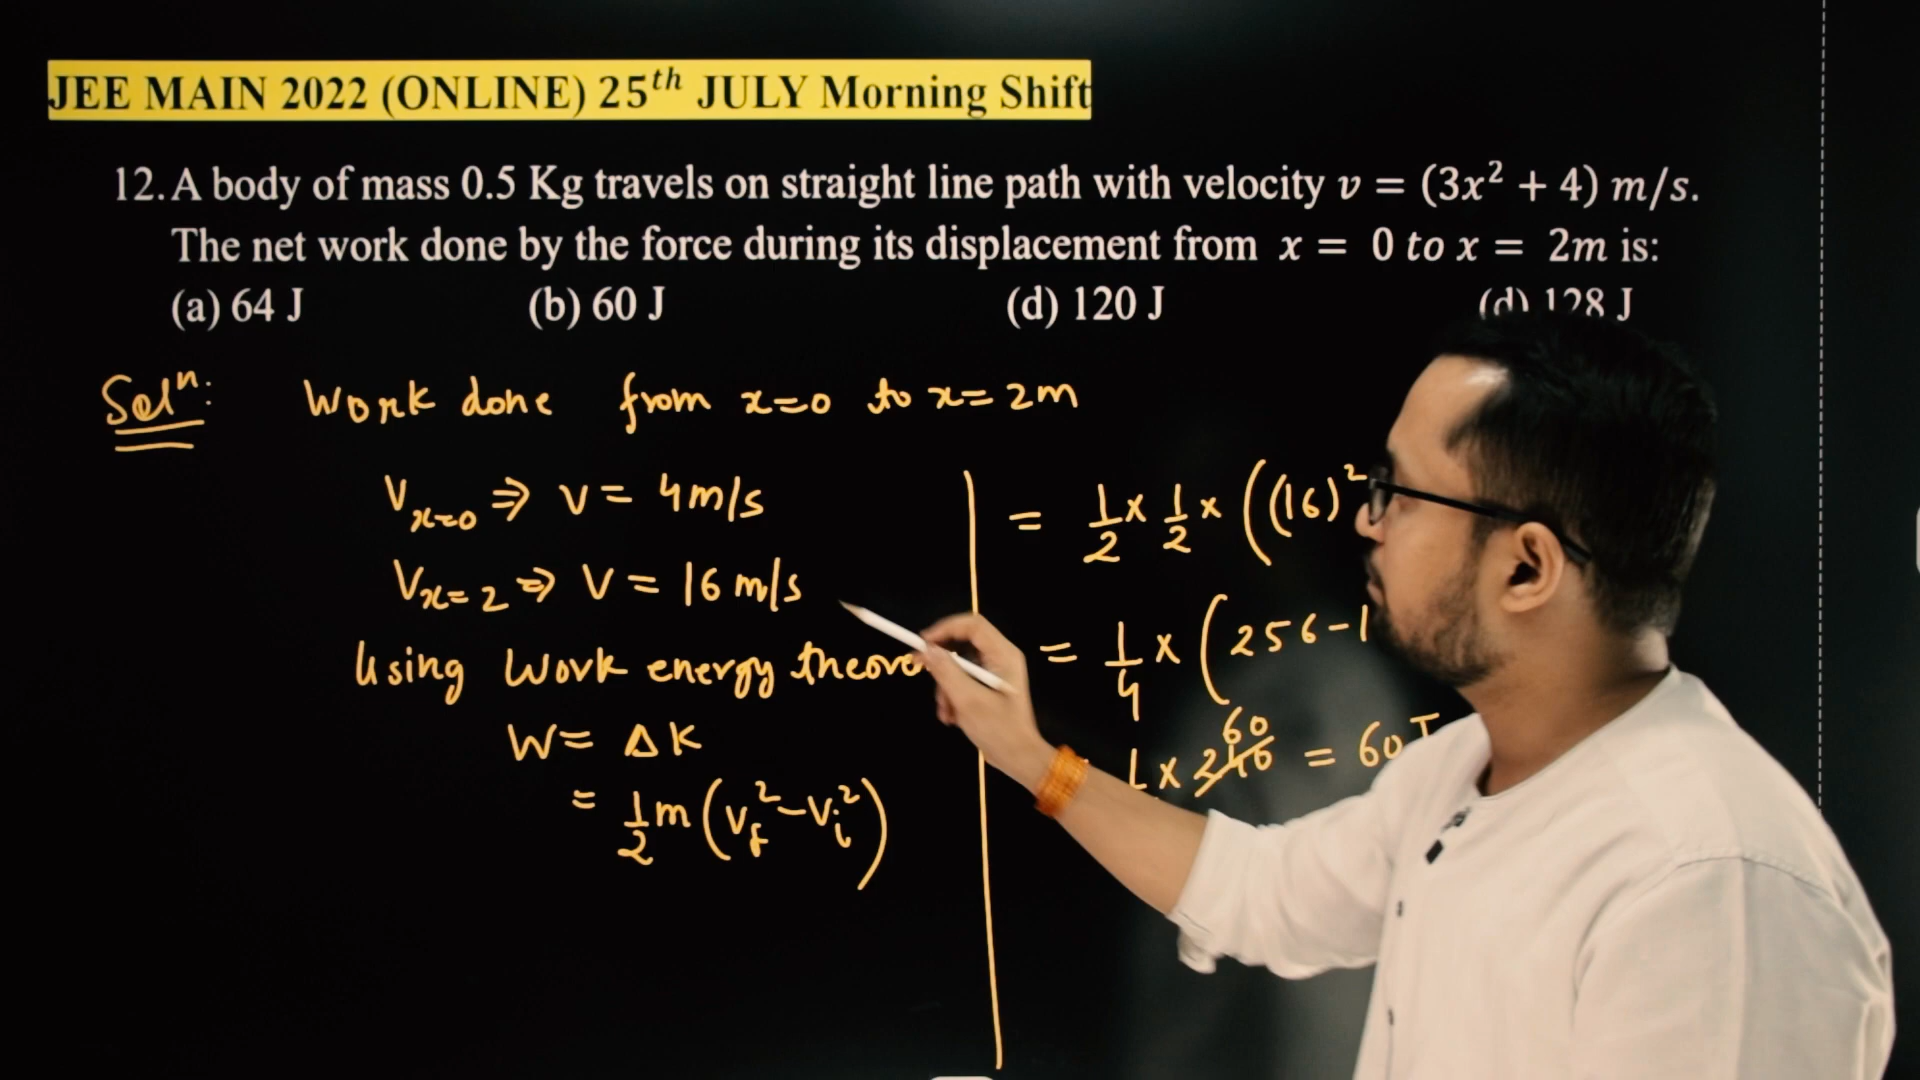 JEE MAIN 2022 (ONLINE) 25th JULY Morning Shift
12. A body of mass 0.5 Kg travels on straight line path with velocity v = (3x² + 4) m/s.
The net work done by the force during its displacement from x = 0 to x = 2m is:
(a) 64 J (b) 60 J (d) 120 J (d) 128 J
Solⁿ: Work done from x=0 to x=2m
Vx=0 ⇒ v = 4m/s
Vx=2 ⇒ V = 16 m/s
Using Work energy
W = ΔK
= 1/2 m (Vf² - Vi²)
= 1/2 × 1/2 × ((16)²
= 1/4 × (256-1
60
× 240 = 60J